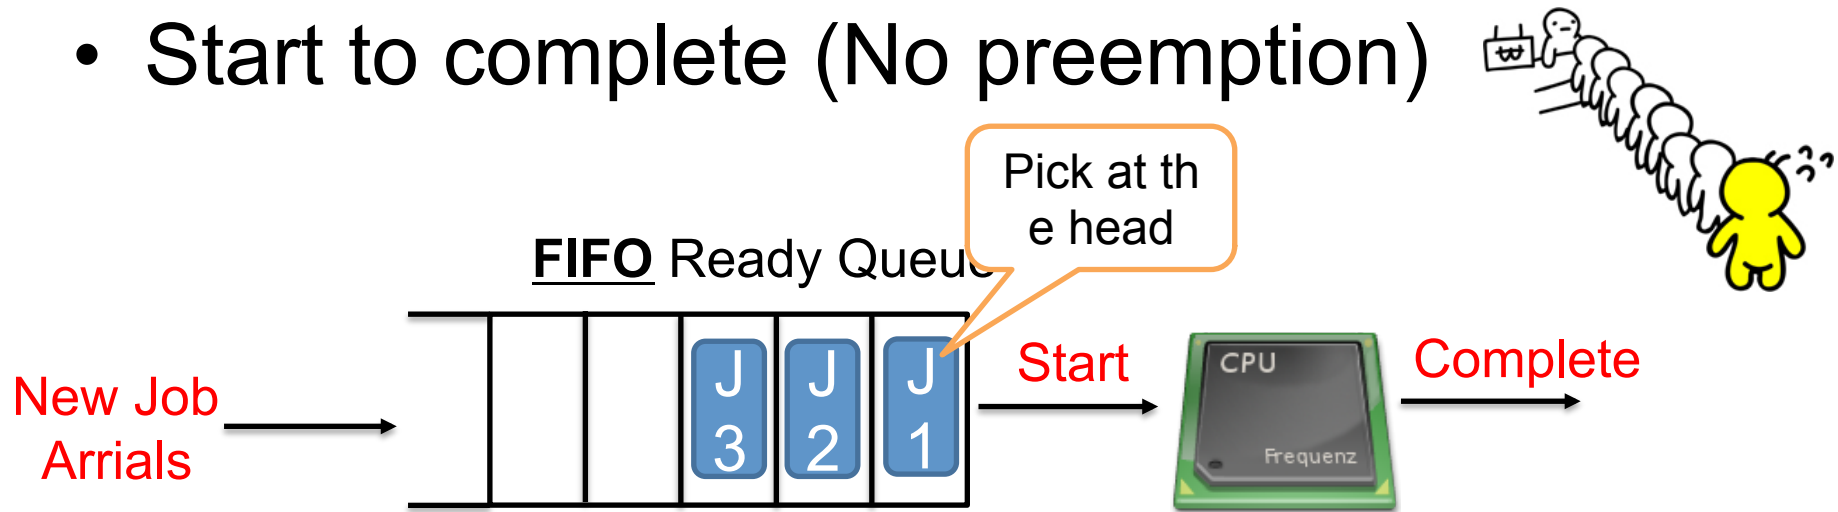 • Start to complete (No preemption)
Pick at th
e head
FIFO Ready Queue
New Job
Arrials
J
3
J
2
J
1
Start
CPU
Frequenz
Complete